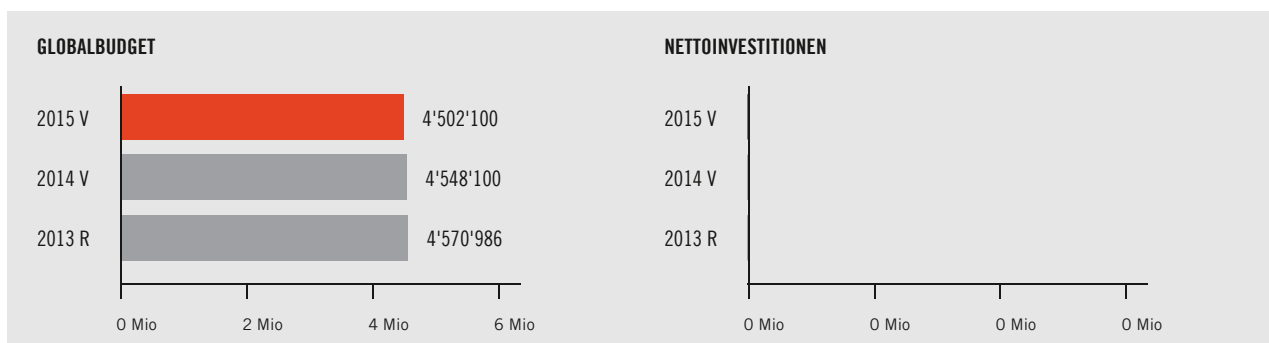 GLOBALBUDGET
2015 V 4'502'100
2014 V 4'548'100
2013 R 4'570'986
0 Mio 2 Mio 4 Mio 6 Mio
NETTOINVESTITIONEN
2015 V
2014 V
2013 R
0 Mio 0 Mio 0 Mio 0 Mio